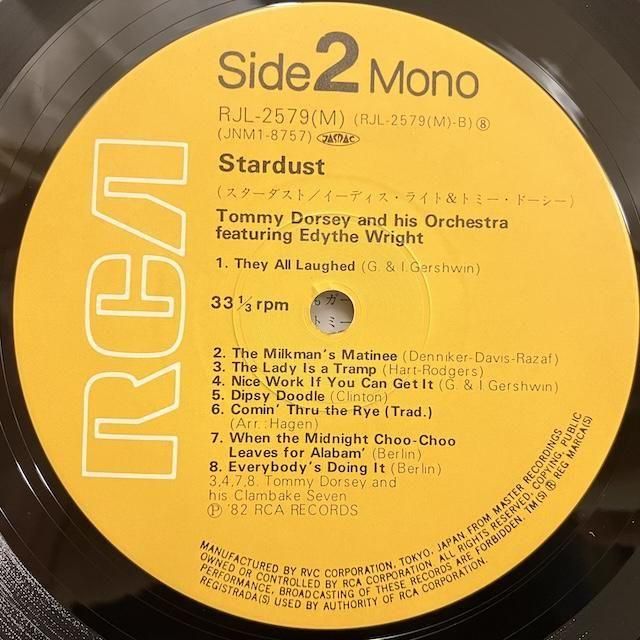 Side 2 Mono
RJL-2579(M) (RJL-2579(M)-B) ⑧
(JNM1-8757) JASRAC
Stardust
(スターダスト/イーディス・ライト&トミー・ドーシー)
Tommy Dorsey and his Orchestra
featuring Edythe Wright
1. They All Laughed (G. & I. Gershwin)
33 1/3 rpm
2. The Milkman's Matinee (Denniker-Davis-Razaf)
3. The Lady Is a Tramp (Hart-Rodgers)
4. Nice Work If You Can Get It (G. & I. Gershwin)
5. Dipsy Doodle (Clinton)
6. Comin' Thru the Rye (Trad.)
(Arr.:Hagen)
7. When the Midnight Choo-Choo
Leaves for Alabam' (Berlin)
8. Everybody's Doing It (Berlin)
3,4,7,8. Tommy Dorsey and
his Clambake Seven
Ⓟ '82 RCA RECORDS
RCA
MANUFACTURED BY RVC CORPORATION, TOKYO, JAPAN, FROM MASTER RECORDINGS
OWNED OR CONTROLLED BY RCA CORPORATION. ALL RIGHTS RESERVED. COPYING, PUBLIC
PERFORMANCE, BROADCASTING OF THESE RECORDS ARE FORBIDDEN. TM(S) ® REG MARCA(S)
REGISTRADA(S) USED BY AUTHORITY OF RCA CORPORATION.